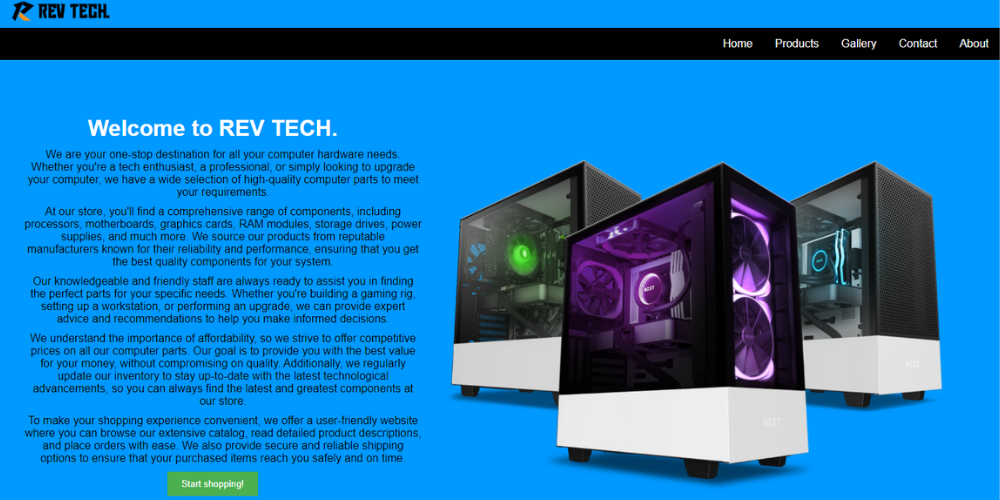 REV TECH.
Home Products Gallery Contact About
Welcome to REV TECH.
We are your one-stop destination for all your computer hardware needs.
Whether you're a tech enthusiast, a professional, or simply looking to upgrade
your computer, we have a wide selection of high-quality computer parts to meet
your requirements.
At our store, you'll find a comprehensive range of components, including
processors, motherboards, graphics cards, RAM modules, storage drives, power
supplies, and much more. We source our products from reputable
manufacturers known for their reliability and performance, ensuring that you get
the best quality components for your system.
Our knowledgeable and friendly staff are always ready to assist you in finding
the perfect parts for your specific needs. Whether you're building a gaming rig,
setting up a workstation, or performing an upgrade, we can provide expert
advice and recommendations to help you make informed decisions.
We understand the importance of affordability, so we strive to offer competitive
prices on all our computer parts. Our goal is to provide you with the best value
for your money, without compromising on quality. Additionally, we regularly
update our inventory to stay up-to-date with the latest technological
advancements, so you can always find the latest and greatest components at
our store.
To make your shopping experience convenient, we offer a user-friendly website
where you can browse our extensive catalog, read detailed product descriptions,
and place orders with ease. We also provide secure and reliable shipping
options to ensure that your purchased items reach you safely and on time.
Start shopping!
NZXT
NZXT
NZXT